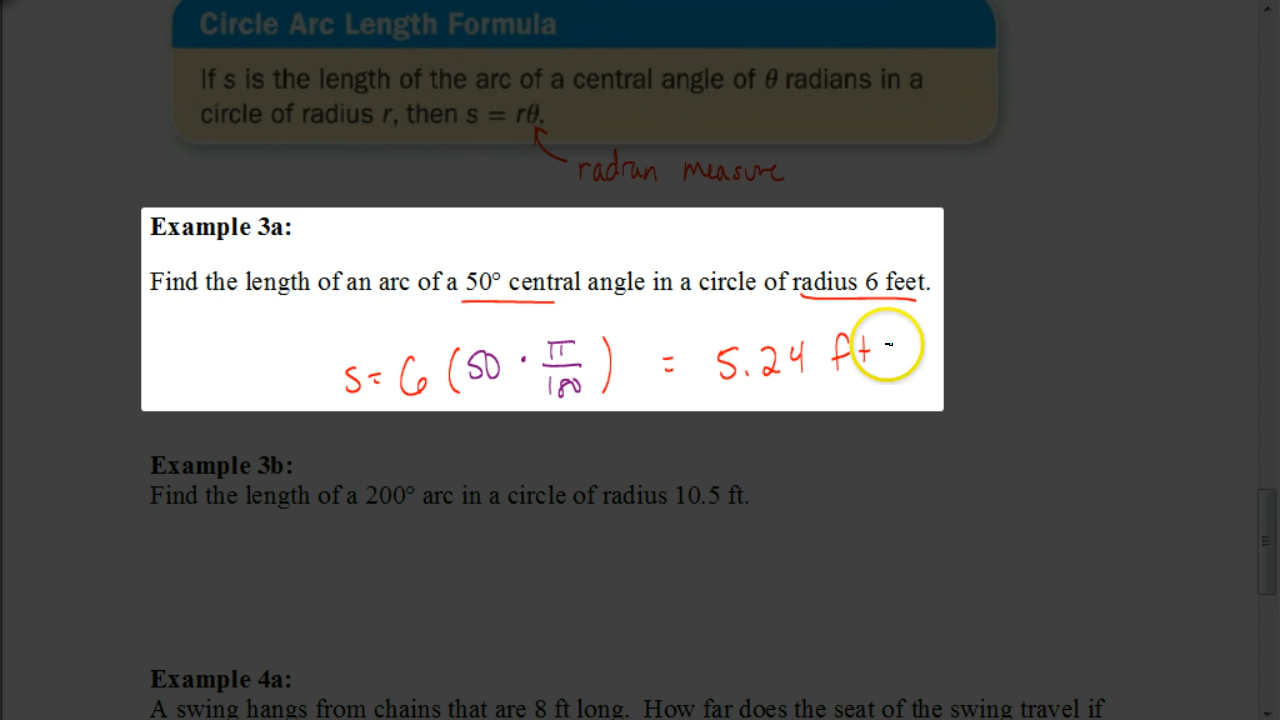 Circle Arc Length Formula
If s is the length of the arc of a central angle of θ radians in a
circle of radius r, then s = rθ.
radian measure
Example 3a:
Find the length of an arc of a 50° central angle in a circle of radius 6 feet.
s = 6 (50 · π/180) = 5.24 ft
Example 3b:
Find the length of a 200° arc in a circle of radius 10.5 ft.
Example 4a:
A swing hangs from chains that are 8 ft long. How far does the seat of the swing travel if